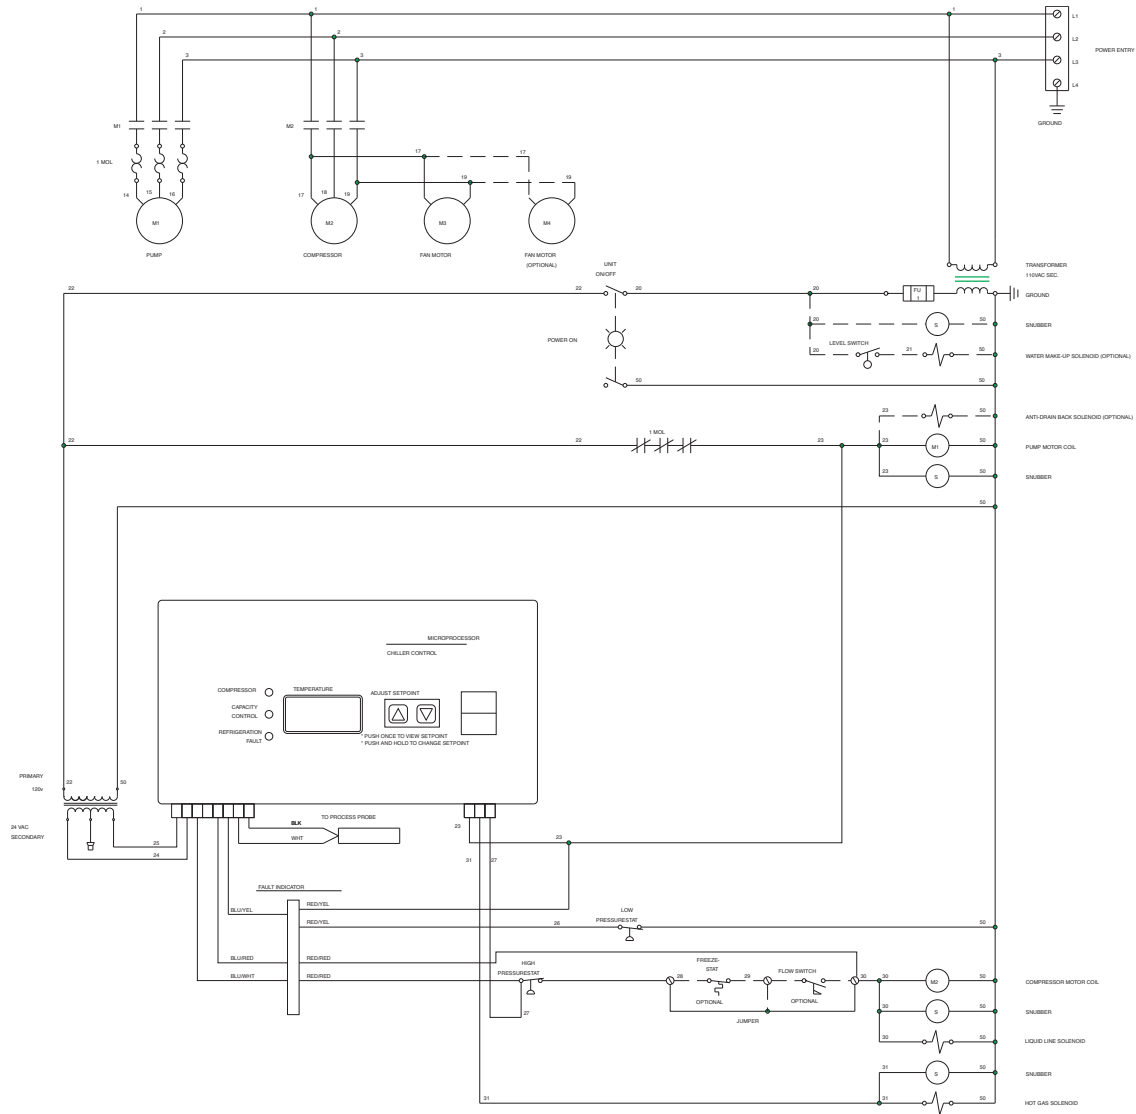 1 1 1
L1
2 2
L2
POWER ENTRY
3 3 3
L3
L4
GROUND
M1 M2
1 MOL
17 17
19 19
14 15 16
17 18 19
M1 M2 M3 M4
PUMP COMPRESSOR FAN MOTOR FAN MOTOR
(OPTIONAL)
UNIT
ON/OFF
TRANSFORMER
110VAC SEC.
22 22 20 20
FU
1
GROUND
20 S 50 SNUBBER
POWER ON
LEVEL SWITCH
20 21 50 WATER MAKE-UP SOLENOID (OPTIONAL)
50 50
23 50 ANTI-DRAIN BACK SOLENOID (OPTIONAL)
1 MOL
22 22 23 23 M1 50 PUMP MOTOR COIL
23 S 50 SNUBBER
50
MICROPROCESSOR
CHILLER CONTROL
COMPRESSOR
TEMPERATURE
ADJUST SETPOINT
CAPACITY
CONTROL
REFRIGERATION
FAULT
* PUSH ONCE TO VIEW SETPOINT
* PUSH AND HOLD TO CHANGE SETPOINT
PRIMARY
120v
22 50
24 VAC
SECONDARY
25
24
TO PROCESS PROBE
BLK
WHT
23 23
31 27
FAULT INDICATOR
BLU/YEL RED/YEL
RED/YEL 26
LOW
PRESSURESTAT
50
BLU/RED RED/RED
BLU/WHT RED/RED
HIGH
PRESSURESTAT
27
28
FREEZE-
STAT
OPTIONAL
29
FLOW SWITCH
OPTIONAL
30
JUMPER
30 M2 50 COMPRESSOR MOTOR COIL
30 S 50 SNUBBER
30 50 LIQUID LINE SOLENOID
31 S 50 SNUBBER
31 31 50 HOT GAS SOLENOID